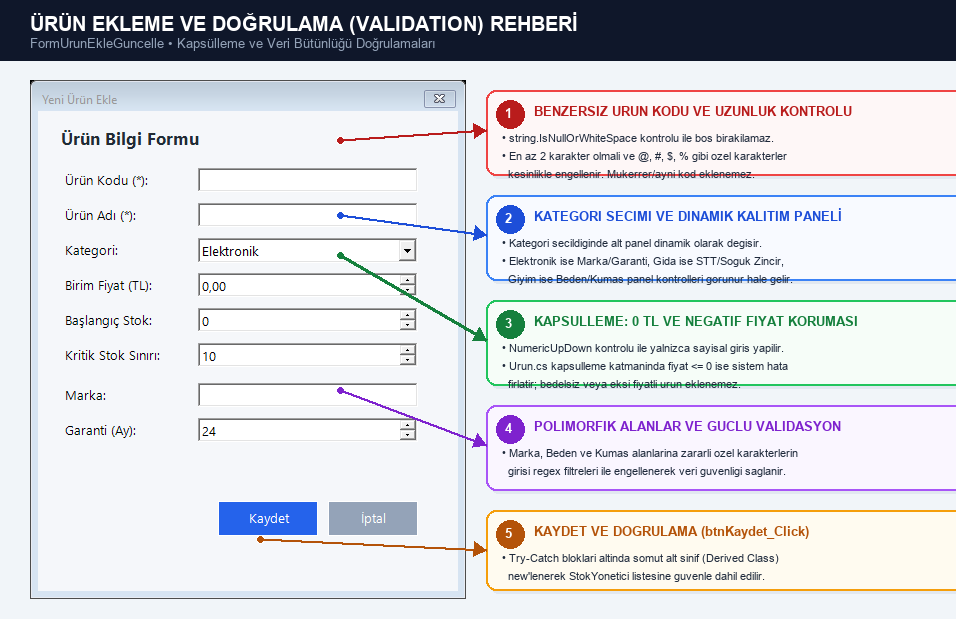 ÜRÜN EKLEME VE DOĞRULAMA (VALIDATION) REHBERİ
FormUrunEkleGuncelle • Kapsülleme ve Veri Bütünlüğü Doğrulamaları
Yeni Ürün Ekle
Ürün Bilgi Formu
Ürün Kodu (*):
Ürün Adı (*):
Kategori:
Elektronik
Birim Fiyat (TL):
0,00
Başlangıç Stok:
0
Kritik Stok Sınırı:
10
Marka:
Garanti (Ay):
24
Kaydet
İptal
1
BENZERSIZ URUN KODU VE UZUNLUK KONTROLU
• string.IsNullOrWhiteSpace kontrolu ile bos birakilamaz.
• En az 2 karakter olmali ve @, #, $, % gibi ozel karakterler
kesinlikle engellenir. Mukerrer/ayni kod eklenemez.
2
KATEGORI SECIMI VE DINAMIK KALITIM PANELİ
• Kategori secildiginde alt panel dinamik olarak degisir.
• Elektronik ise Marka/Garanti, Gida ise STT/Soguk Zincir,
Giyim ise Beden/Kumas panel kontrolleri gorunur hale gelir.
3
KAPSULLEME: 0 TL VE NEGATIF FIYAT KORUMASI
• NumericUpDown kontrolu ile yalnizca sayisal giris yapilir.
• Urun.cs kapsulleme katmaninda fiyat <= 0 ise sistem hata
firlatir; bedelsiz veya eksi fiyatli urun eklenemez.
4
POLIMORFIK ALANLAR VE GUCLU VALIDASYON
• Marka, Beden ve Kumas alanlarina zararli ozel karakterlerin
girisi regex filtreleri ile engellenerek veri guvenligi saglanir.
5
KAYDET VE DOGRULAMA (btnKaydet_Click)
• Try-Catch bloklari altinda somut alt sinif (Derived Class)
new'lenerek StokYonetici listesine guvenle dahil edilir.